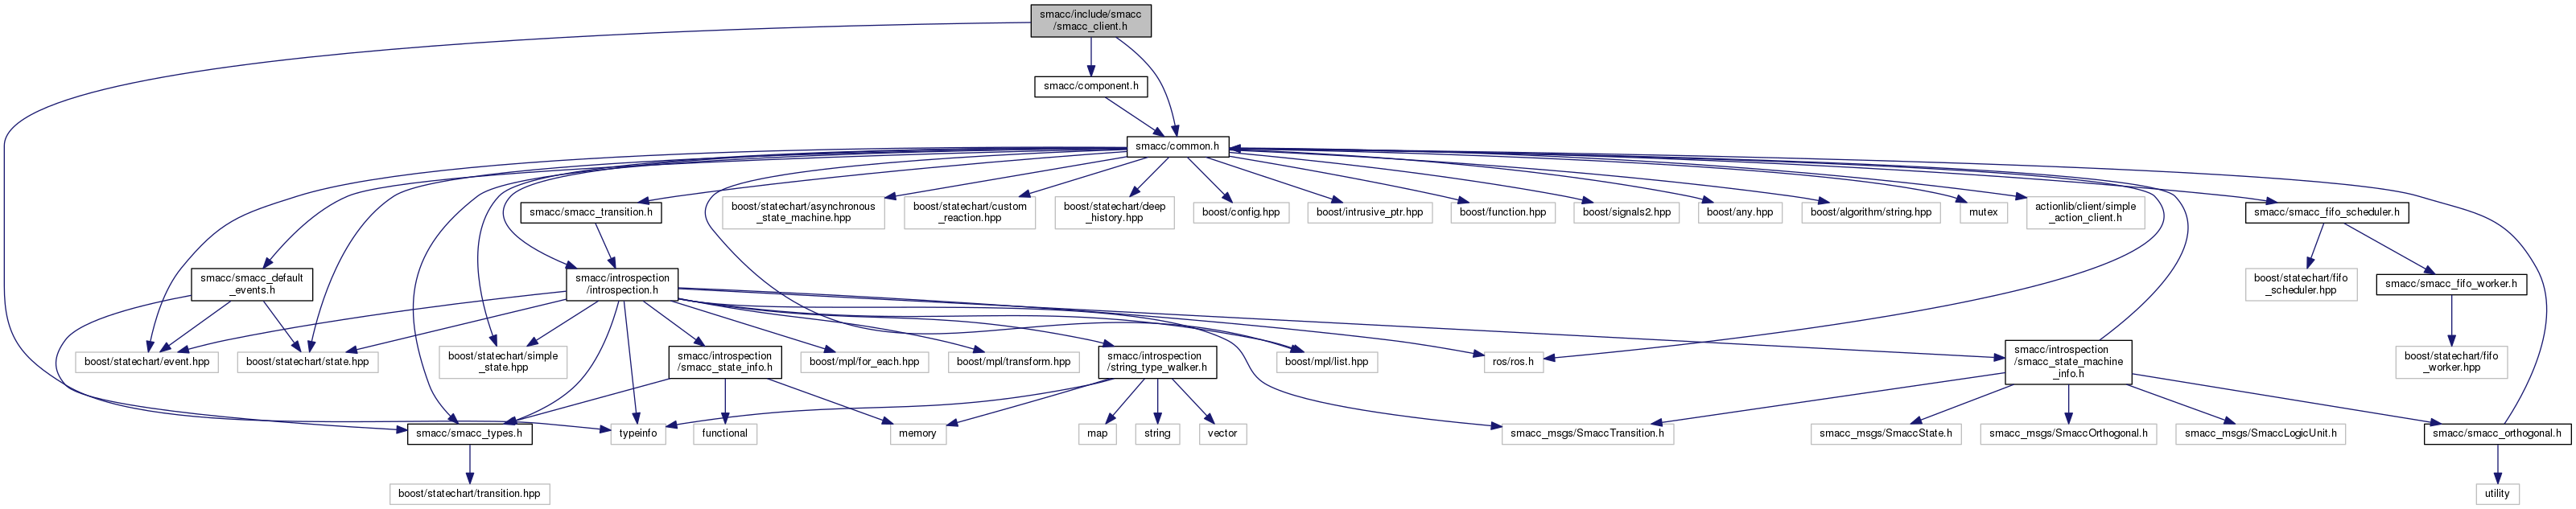 smacc/include/smacc
/smacc_client.h
smacc/component.h
smacc/common.h
smacc/smacc_transition.h
boost/statechart/asynchronous
_state_machine.hpp
boost/statechart/custom
_reaction.hpp
boost/statechart/deep
_history.hpp
boost/config.hpp
boost/intrusive_ptr.hpp
boost/function.hpp
boost/signals2.hpp
boost/any.hpp
boost/algorithm/string.hpp
mutex
actionlib/client/simple
_action_client.h
smacc/smacc_fifo_scheduler.h
smacc/smacc_default
_events.h
smacc/introspection
/introspection.h
boost/statechart/fifo
_scheduler.hpp
smacc/smacc_fifo_worker.h
boost/statechart/event.hpp
boost/statechart/state.hpp
boost/statechart/simple
_state.hpp
smacc/introspection
/smacc_state_info.h
boost/mpl/for_each.hpp
boost/mpl/transform.hpp
smacc/introspection
/string_type_walker.h
boost/mpl/list.hpp
ros/ros.h
smacc/introspection
/smacc_state_machine
_info.h
boost/statechart/fifo
_worker.hpp
smacc/smacc_types.h
typeinfo
functional
memory
map
string
vector
smacc_msgs/SmaccTransition.h
smacc_msgs/SmaccState.h
smacc_msgs/SmaccOrthogonal.h
smacc_msgs/SmaccLogicUnit.h
smacc/smacc_orthogonal.h
boost/statechart/transition.hpp
utility